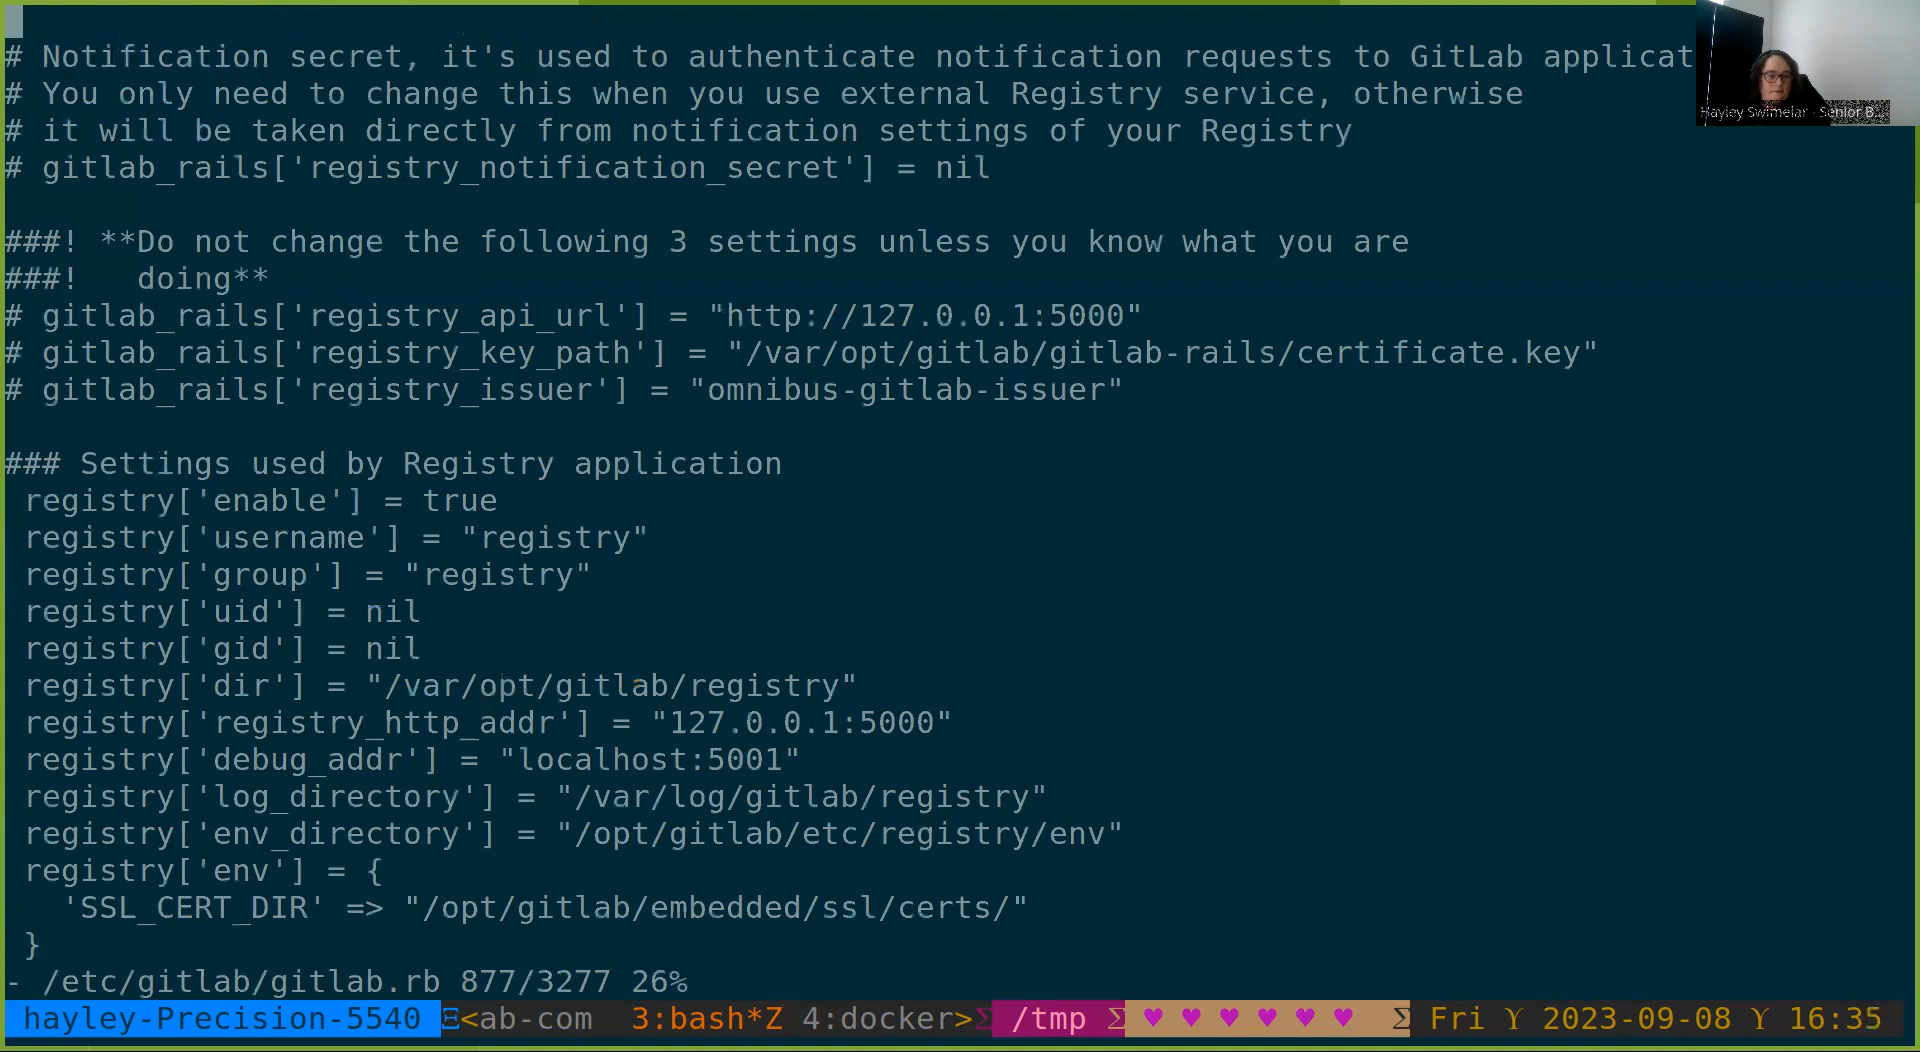 # Notification secret, it's used to authenticate notification requests to GitLab applicat
# You only need to change this when you use external Registry service, otherwise
# it will be taken directly from notification settings of your Registry
# gitlab_rails['registry_notification_secret'] = nil
###! **Do not change the following 3 settings unless you know what you are
###!   doing**
# gitlab_rails['registry_api_url'] = "http://127.0.0.1:5000"
# gitlab_rails['registry_key_path'] = "/var/opt/gitlab/gitlab-rails/certificate.key"
# gitlab_rails['registry_issuer'] = "omnibus-gitlab-issuer"
### Settings used by Registry application
registry['enable'] = true
registry['username'] = "registry"
registry['group'] = "registry"
registry['uid'] = nil
registry['gid'] = nil
registry['dir'] = "/var/opt/gitlab/registry"
registry['registry_http_addr'] = "127.0.0.1:5000"
registry['debug_addr'] = "localhost:5001"
registry['log_directory'] = "/var/log/gitlab/registry"
registry['env_directory'] = "/opt/gitlab/etc/registry/env"
registry['env'] = {
'SSL_CERT_DIR' => "/opt/gitlab/embedded/ssl/certs/"
}
- /etc/gitlab/gitlab.rb 877/3277 26%
hayley-Precision-5540 Ξ<ab-com 3:bash*Z 4:docker>Σ /tmp Σ ♥ ♥ ♥ ♥ ♥ ♥ Σ Fri ϒ 2023-09-08 ϒ 16:35
Hayley Swimelar - Senior B...